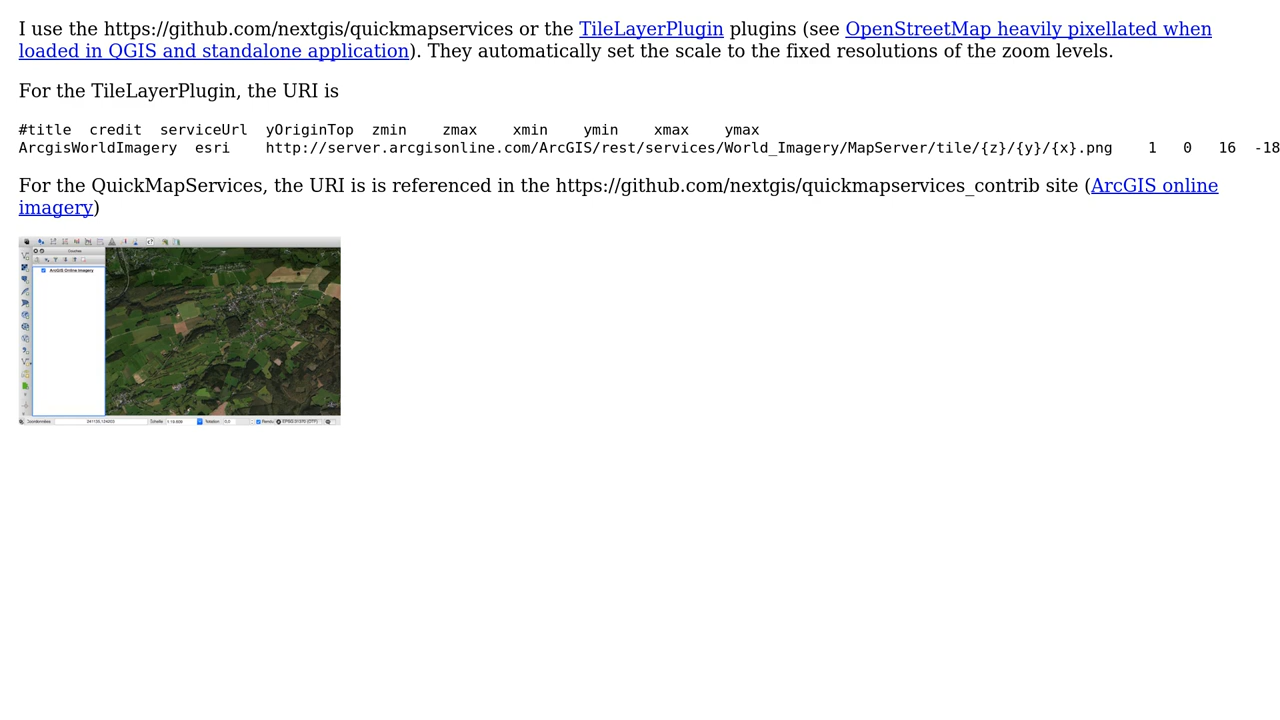 I use the https://github.com/nextgis/quickmapservices or the TileLayerPlugin plugins (see OpenStreetMap heavily pixellated when
loaded in QGIS and standalone application). They automatically set the scale to the fixed resolutions of the zoom levels.
For the TileLayerPlugin, the URI is
#title  credit  serviceUrl  yOriginTop  zmin    zmax    xmin    ymin    xmax    ymax
ArcgisWorldImagery  esri    http://server.arcgisonline.com/ArcGIS/rest/services/World_Imagery/MapServer/tile/{z}/{y}/{x}.png    1   0   16  -18
For the QuickMapServices, the URI is is referenced in the https://github.com/nextgis/quickmapservices_contrib site (ArcGIS online
imagery)
Couches
ArcGIS Online Imagery